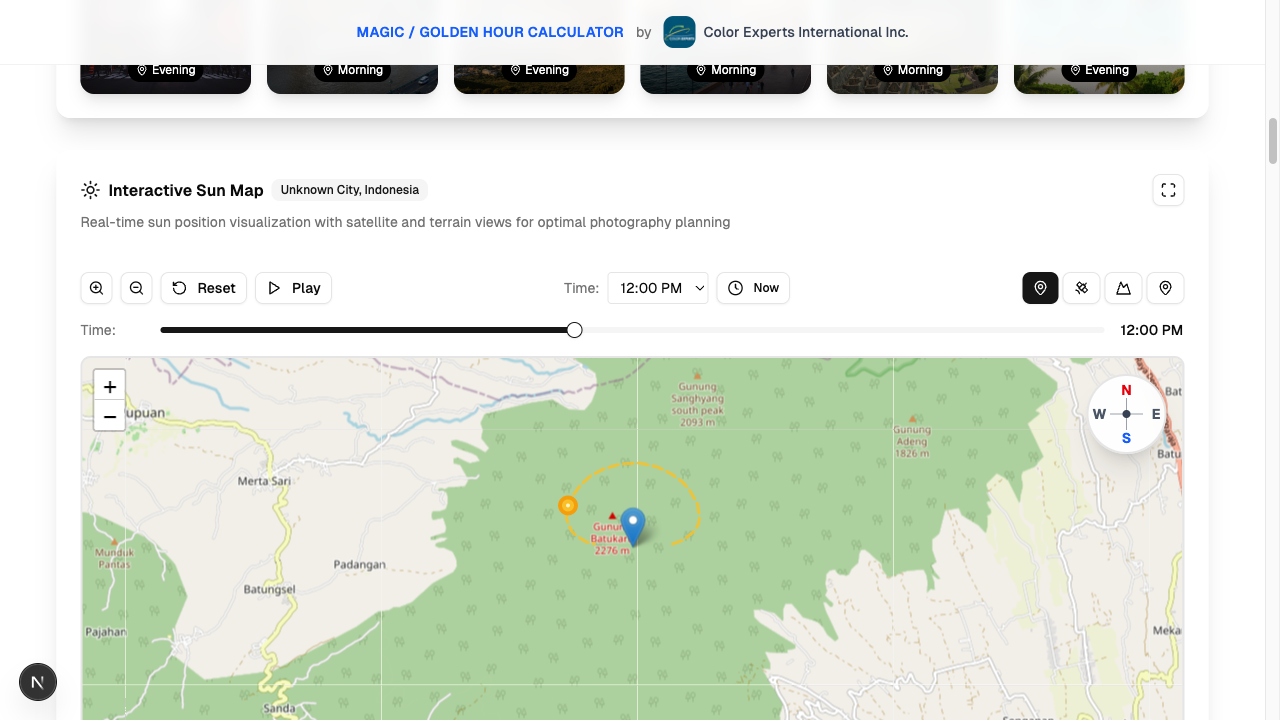 MAGIC / GOLDEN HOUR CALCULATOR by Color Experts International Inc.
Evening Morning Evening Morning Morning Evening
Interactive Sun Map Unknown City, Indonesia
Real-time sun position visualization with satellite and terrain views for optimal photography planning
Reset Play Time: 12:00 PM Now
Time: 12:00 PM
+
−
upuan
Gunung
Sanghyang
south peak
2093 m
Gunung
Adeng
1826 m
N
W E
S
Bat
Batu
Merta Sari
Munduk
Pantas
Padangan
Batungsel
2276 m
Pajahan
Meka
Sanda
N